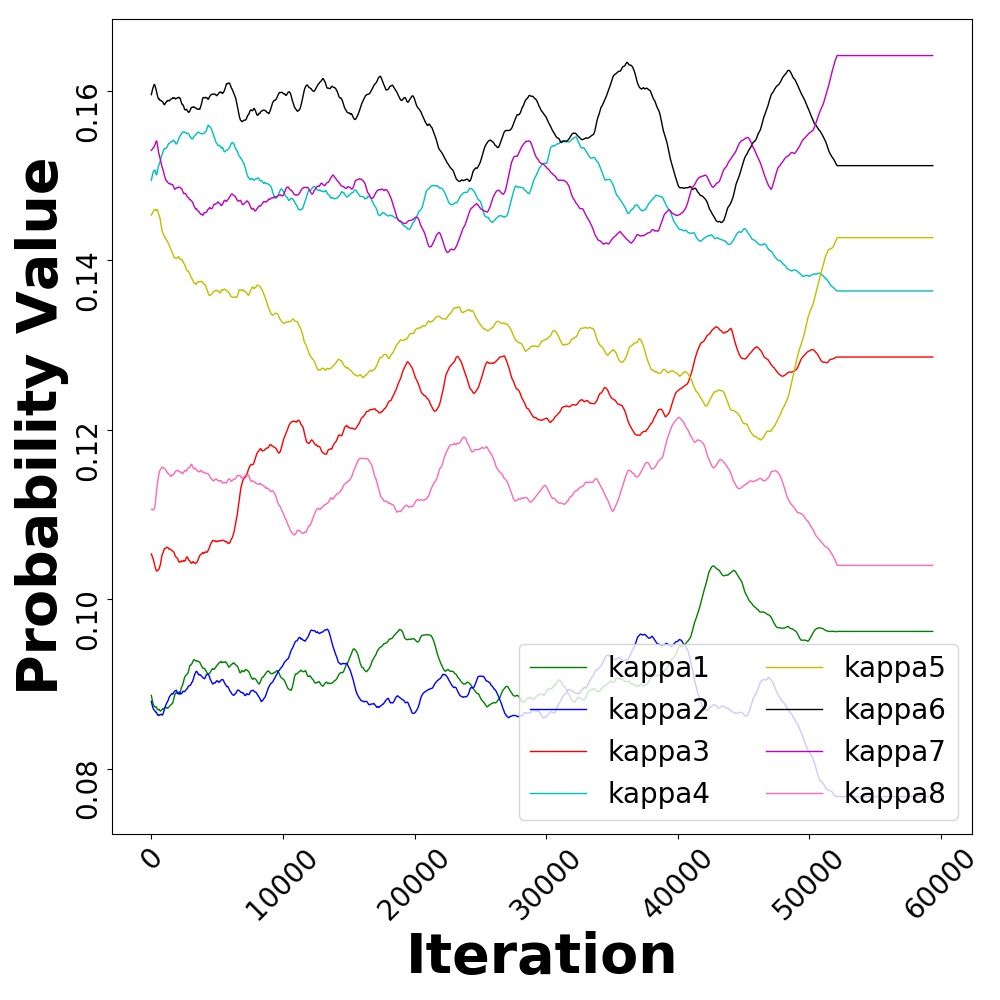 Probability Value
0.16
0.14
0.12
0.10
0.08
kappa1
kappa2
kappa3
kappa4
kappa5
kappa6
kappa7
kappa8
0
10000
20000
30000
40000
50000
60000
Iteration